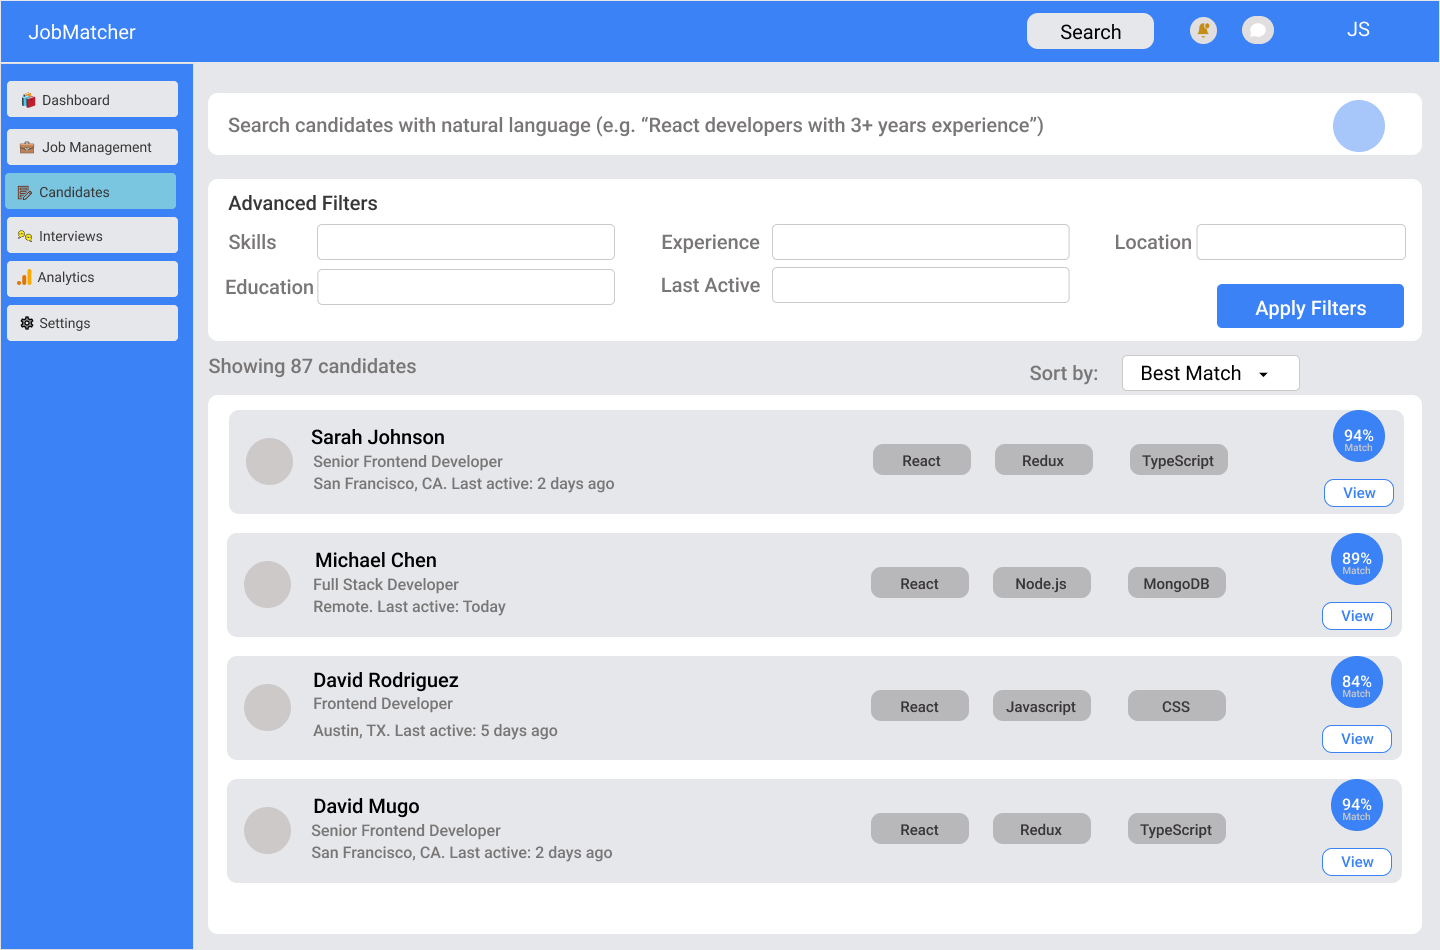 JobMatcher
Search
JS
Dashboard
Job Management
Candidates
Interviews
Analytics
Settings
Search candidates with natural language (e.g. “React developers with 3+ years experience”)
Advanced Filters
Skills
Experience
Location
Education
Last Active
Apply Filters
Showing 87 candidates
Sort by:
Best Match
Sarah Johnson
Senior Frontend Developer
San Francisco, CA. Last active: 2 days ago
React
Redux
TypeScript
94%
Match
View
Michael Chen
Full Stack Developer
Remote. Last active: Today
React
Node.js
MongoDB
89%
Match
View
David Rodriguez
Frontend Developer
Austin, TX. Last active: 5 days ago
React
Javascript
CSS
84%
Match
View
David Mugo
Senior Frontend Developer
San Francisco, CA. Last active: 2 days ago
React
Redux
TypeScript
94%
Match
View